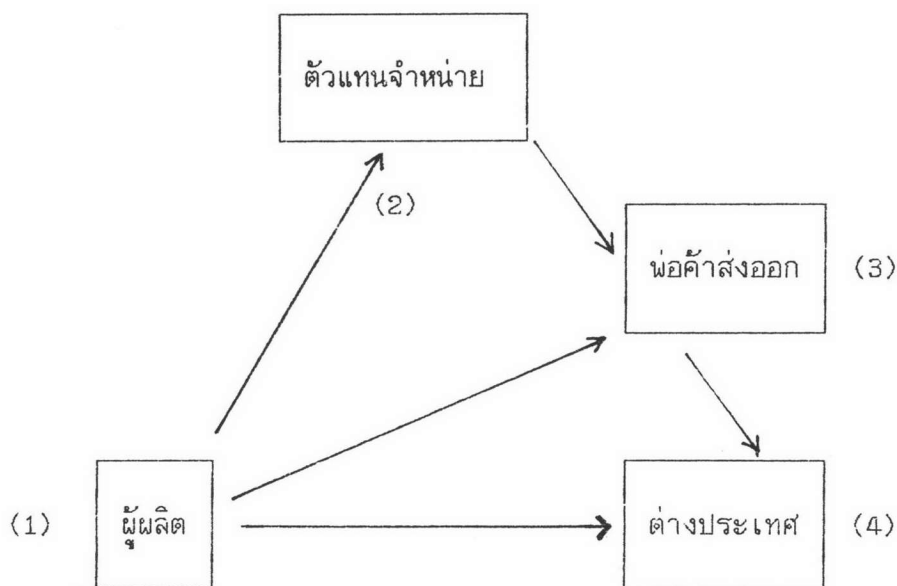 ตัวแทนจำหน่าย
(2)
พ่อค้าส่งออก (3)
(1) ผู้ผลิต
ต่างประเทศ (4)